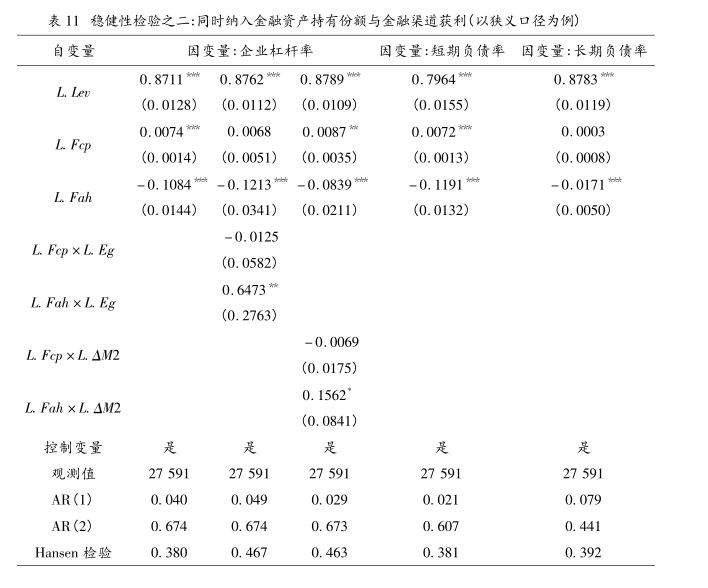 表 11 稳健性检验之二:同时纳入金融资产持有份额与金融渠道获利(以狭义口径为例)
自变量 因变量:企业杠杆率 因变量:短期负债率 因变量:长期负债率
L. Lev 0.8711*** 0.8762*** 0.8789*** 0.7964*** 0.8783***
(0.0128) (0.0112) (0.0109) (0.0155) (0.0119)
L. Fcp 0.0074*** 0.0068 0.0087** 0.0072*** 0.0003
(0.0014) (0.0051) (0.0035) (0.0013) (0.0008)
L. Fah -0.1084*** -0.1213*** -0.0839*** -0.1191*** -0.0171***
(0.0144) (0.0341) (0.0211) (0.0132) (0.0050)
L. Fcp × L. Eg -0.0125
(0.0582)
L. Fah × L. Eg 0.6473**
(0.2763)
L. Fcp × L. ΔM2 -0.0069
(0.0175)
L. Fah × L. ΔM2 0.1562*
(0.0841)
控制变量 是 是 是 是 是
观测值 27 591 27 591 27 591 27 591 27 591
AR(1) 0.040 0.049 0.029 0.021 0.079
AR(2) 0.674 0.674 0.673 0.607 0.441
Hansen 检验 0.380 0.467 0.463 0.381 0.392